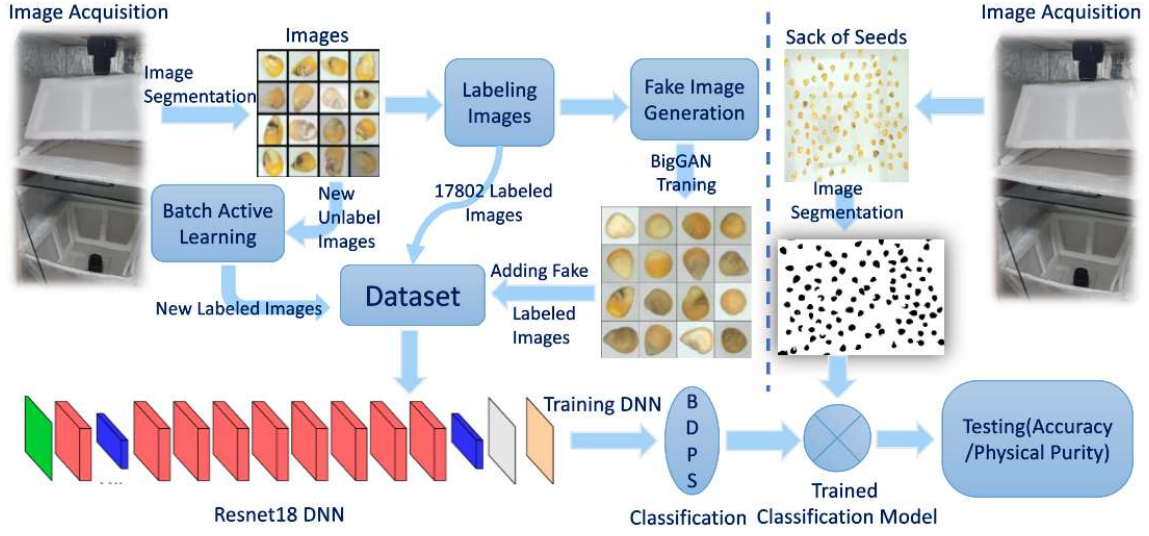 Image Acquisition
Image
Segmentation
Images
Labeling
Images
Fake Image
Generation
BigGAN
Traning
17802 Labeled
Images
New
Unlabel
Images
Batch Active
Learning
New Labeled Images
Dataset
Adding Fake
Labeled
Images
Sack of Seeds
Image Acquisition
Image
Segmentation
Resnet18 DNN
Training DNN
B
D
P
S
Classification
Trained
Classification Model
Testing(Accuracy
/Physical Purity)